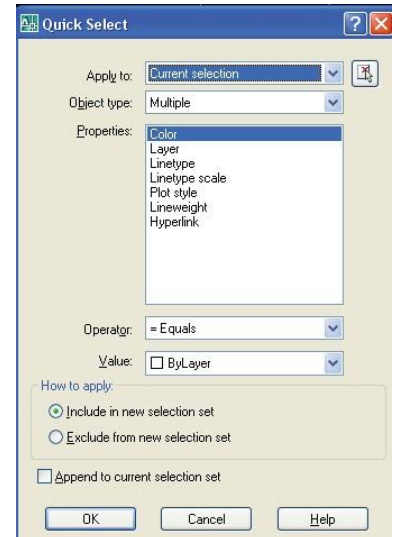 Quick Select
Apply to: Current selection
Object type: Multiple
Properties: Color
Layer
Linetype
Linetype scale
Plot style
Lineweight
Hyperlink
Operator: = Equals
Value: ByLayer
How to apply:
Include in new selection set
Exclude from new selection set
Append to current selection set
OK Cancel Help